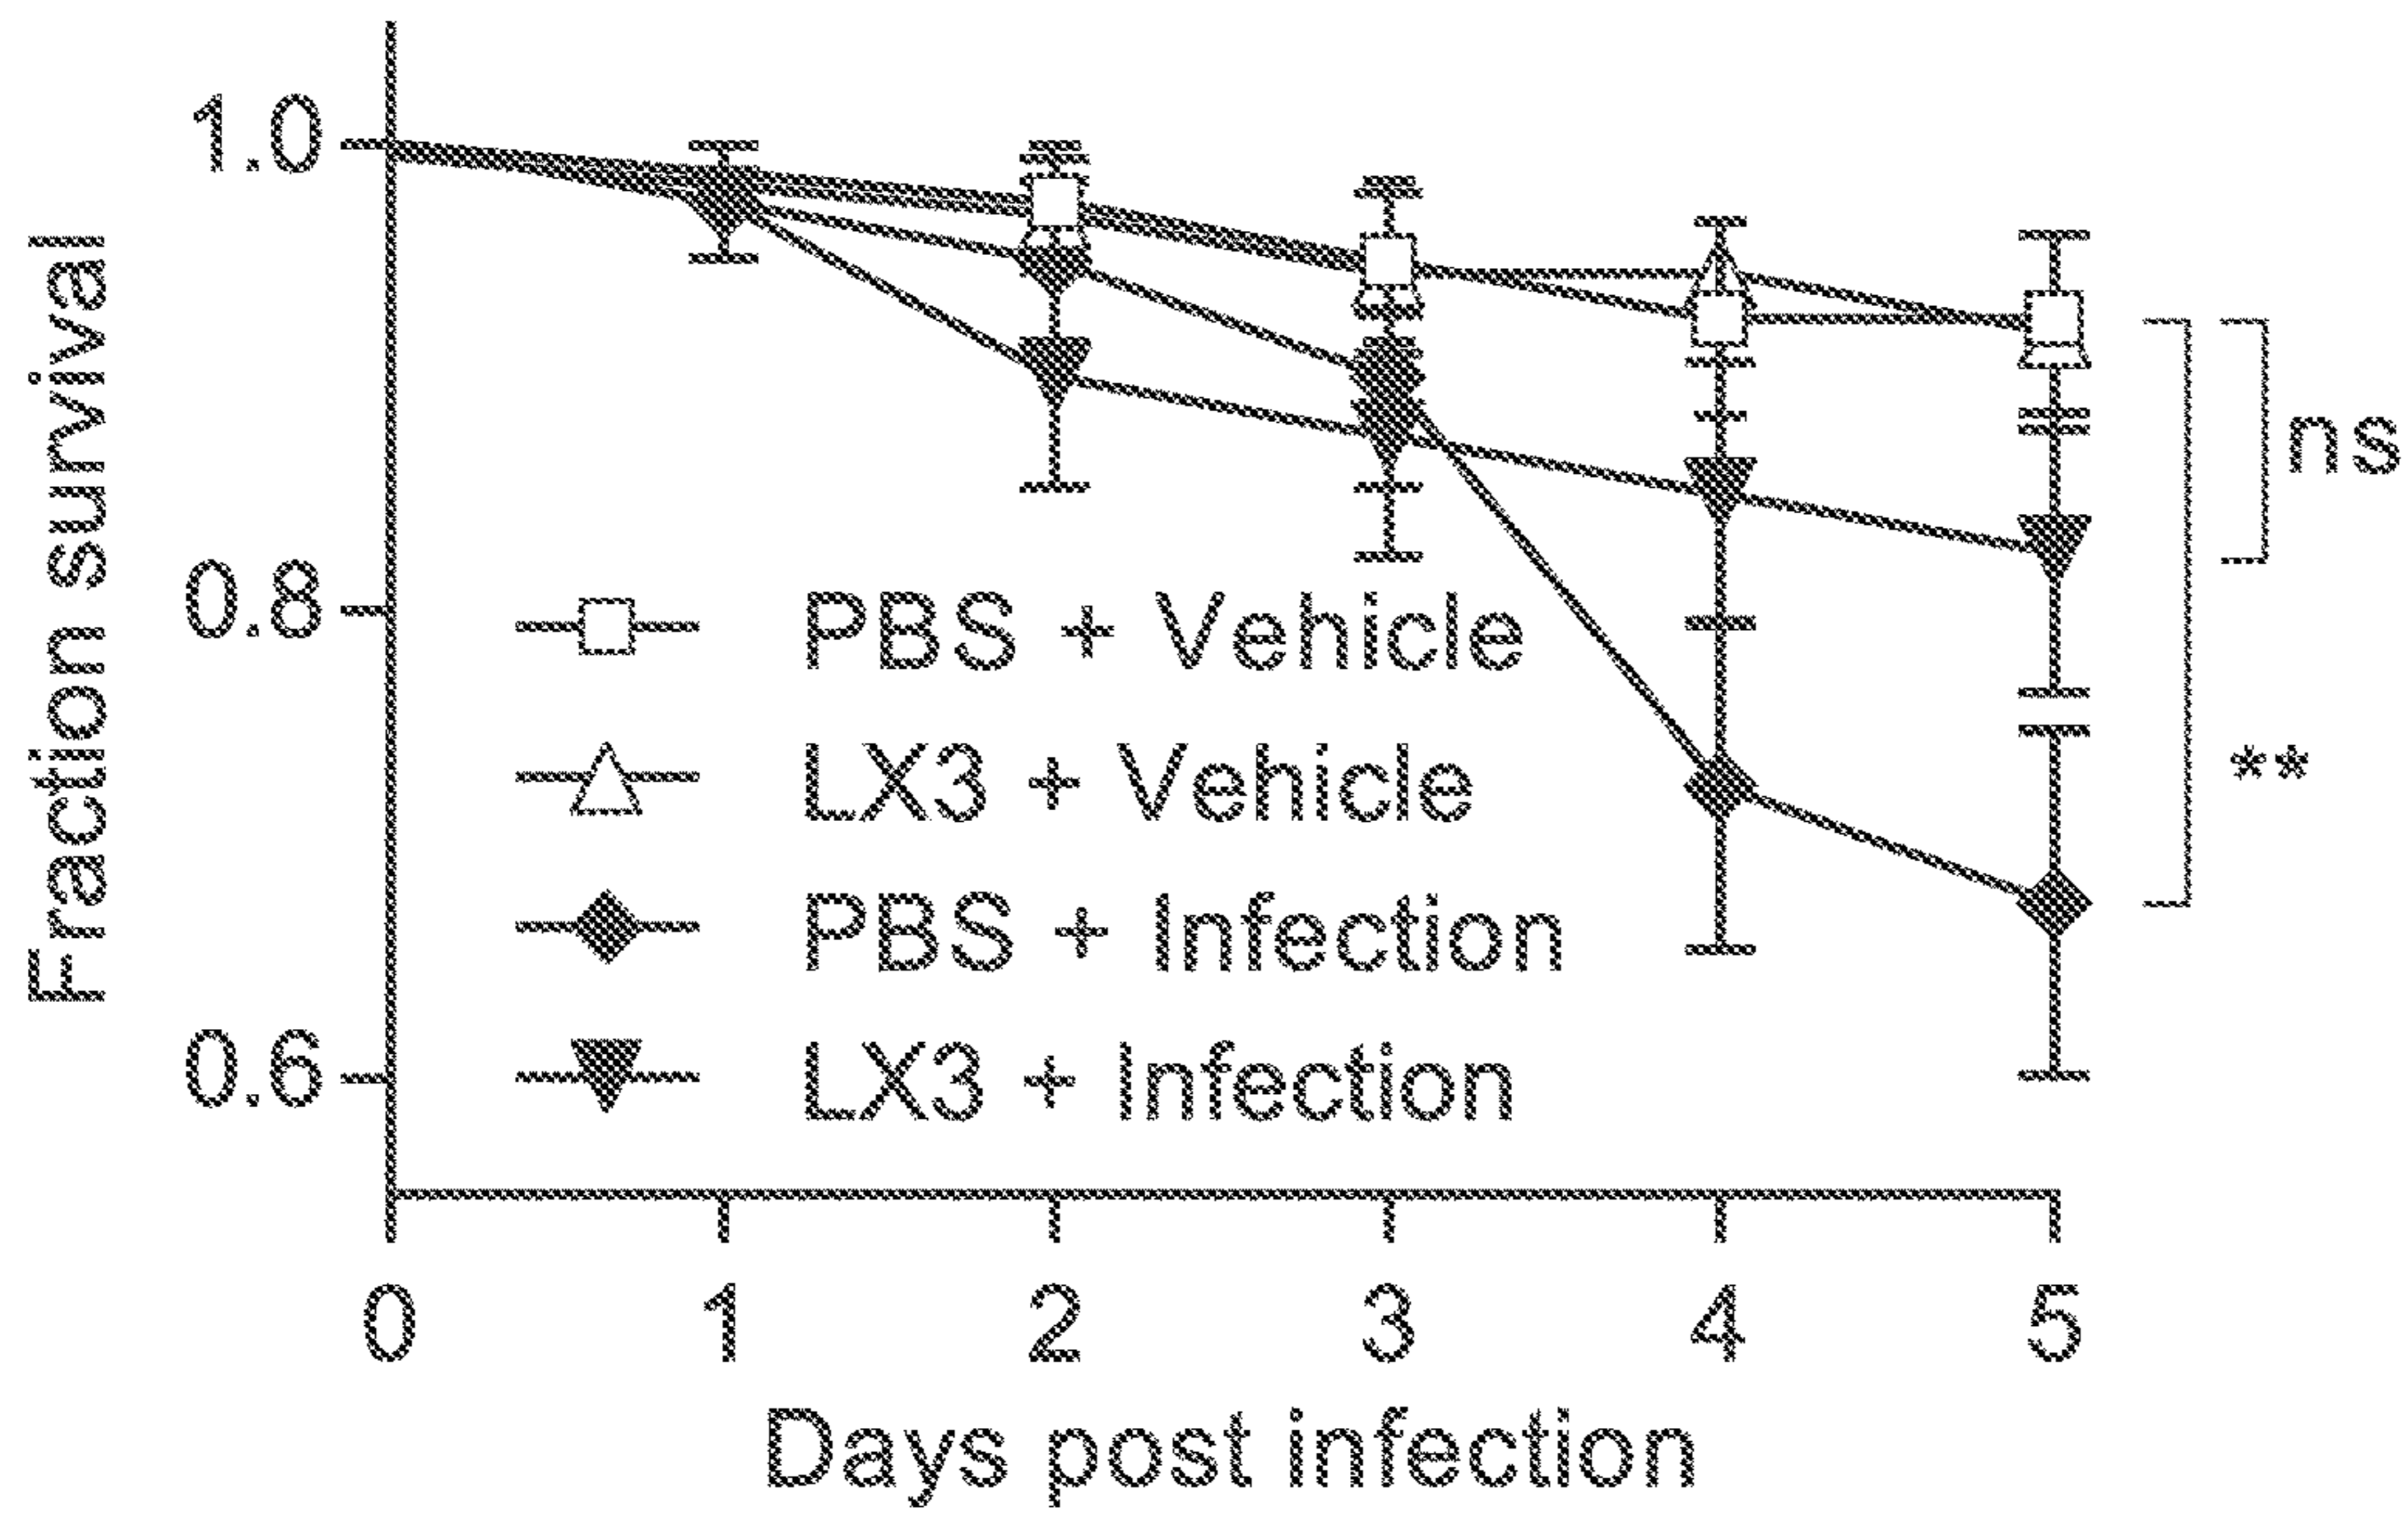 Fraction survival
1.0
0.8
0.6
PBS + Vehicle
LX3 + Vehicle
PBS + Infection
LX3 + Infection
ns
**
0 1 2 3 4 5
Days post infection